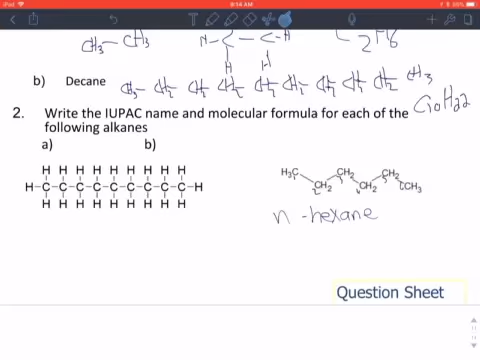 iPad 9:14 AM 84%
CH3 CH3 H C C H
H H
b) Decane CH3 CH2 CH2 CH2 CH2 CH2 CH2 CH2 CH2 CH3
C10H22
2. Write the IUPAC name and molecular formula for each of the
following alkanes
a) b)
H H H H H H H H H
H-C-C-C-C-C-C-C-C-C-H
H H H H H H H H H
H3C CH2 CH2
CH2 CH2 CH3
n-hexane
Question Sheet